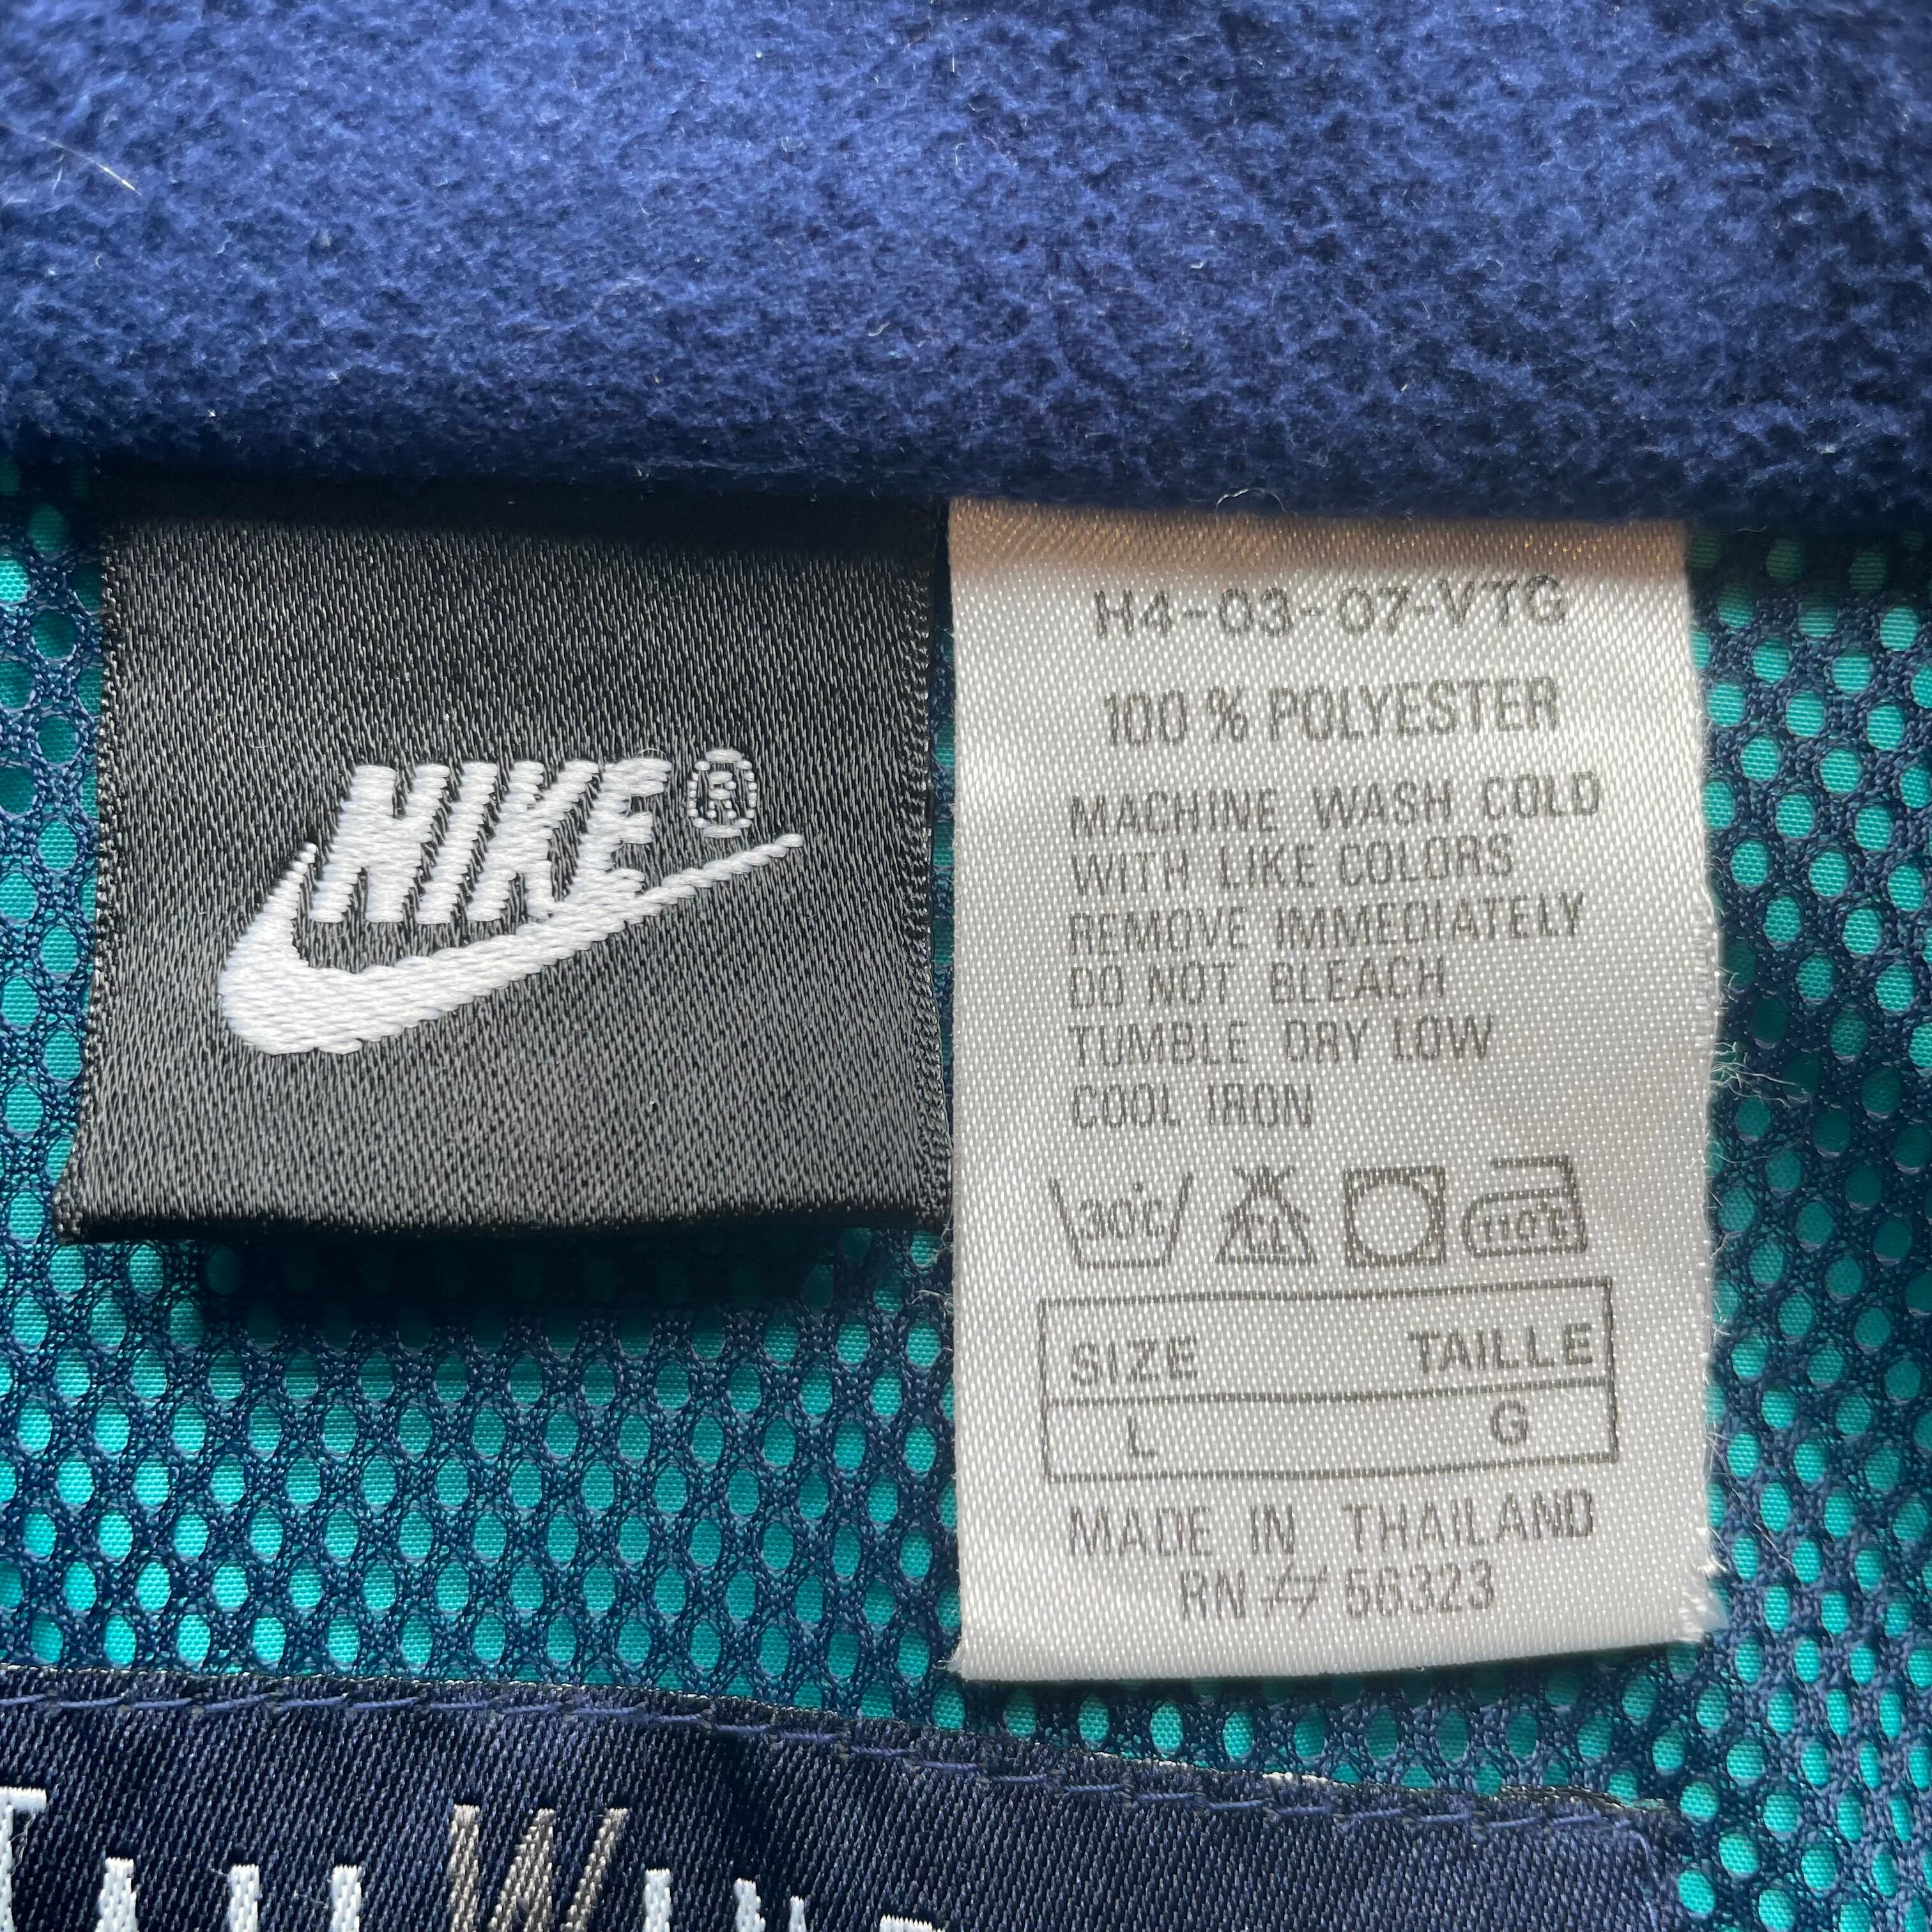 NIKE®
H4-03-07-VTG
100 % POLYESTER
MACHINE WASH COLD
WITH LIKE COLORS
REMOVE IMMEDIATELY
DO NOT BLEACH
TUMBLE DRY LOW
COOL IRON
30°C CL 110°C
SIZE TAILLE
L G
MADE IN THAILAND
RN # 56323